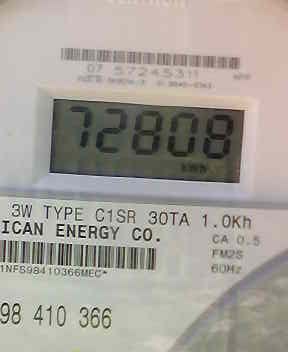 07 57245311
72808
kWh
3W TYPE C1SR 30TA 1.0Kh
ICAN ENERGY CO.
CA 0.5
FM2S
60Hz
1NFS98410366MEC*
98 410 366